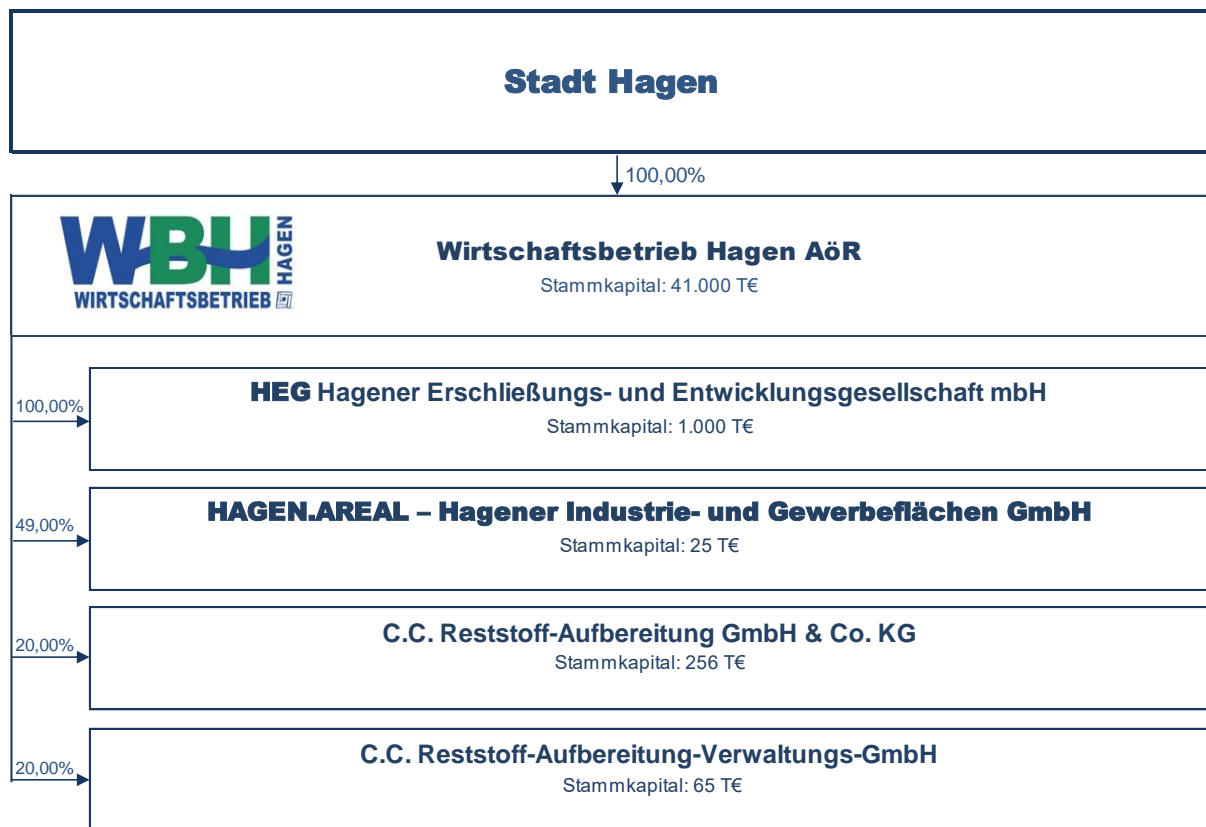 Stadt Hagen
100,00%
WBH HAGEN
WIRTSCHAFTSBETRIEB
Wirtschaftsbetrieb Hagen AöR
Stammkapital: 41.000 T€
100,00%
HEG Hagener Erschließungs- und Entwicklungsgesellschaft mbH
Stammkapital: 1.000 T€
49,00%
HAGEN.AREAL – Hagener Industrie- und Gewerbeflächen GmbH
Stammkapital: 25 T€
20,00%
C.C. Reststoff-Aufbereitung GmbH & Co. KG
Stammkapital: 256 T€
20,00%
C.C. Reststoff-Aufbereitung-Verwaltungs-GmbH
Stammkapital: 65 T€